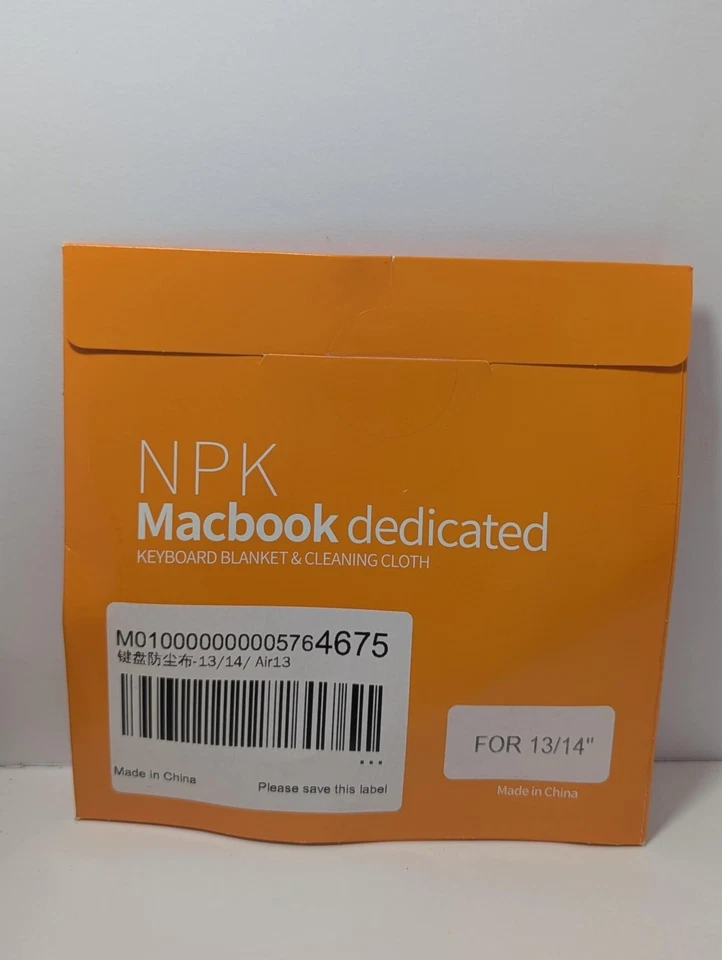 NPK
Macbook dedicated
KEYBOARD BLANKET & CLEANING CLOTH
M0100000000005764675
键盘防尘布-13/14/ Air13
Made in China
Please save this label
FOR 13/14"
Made in China